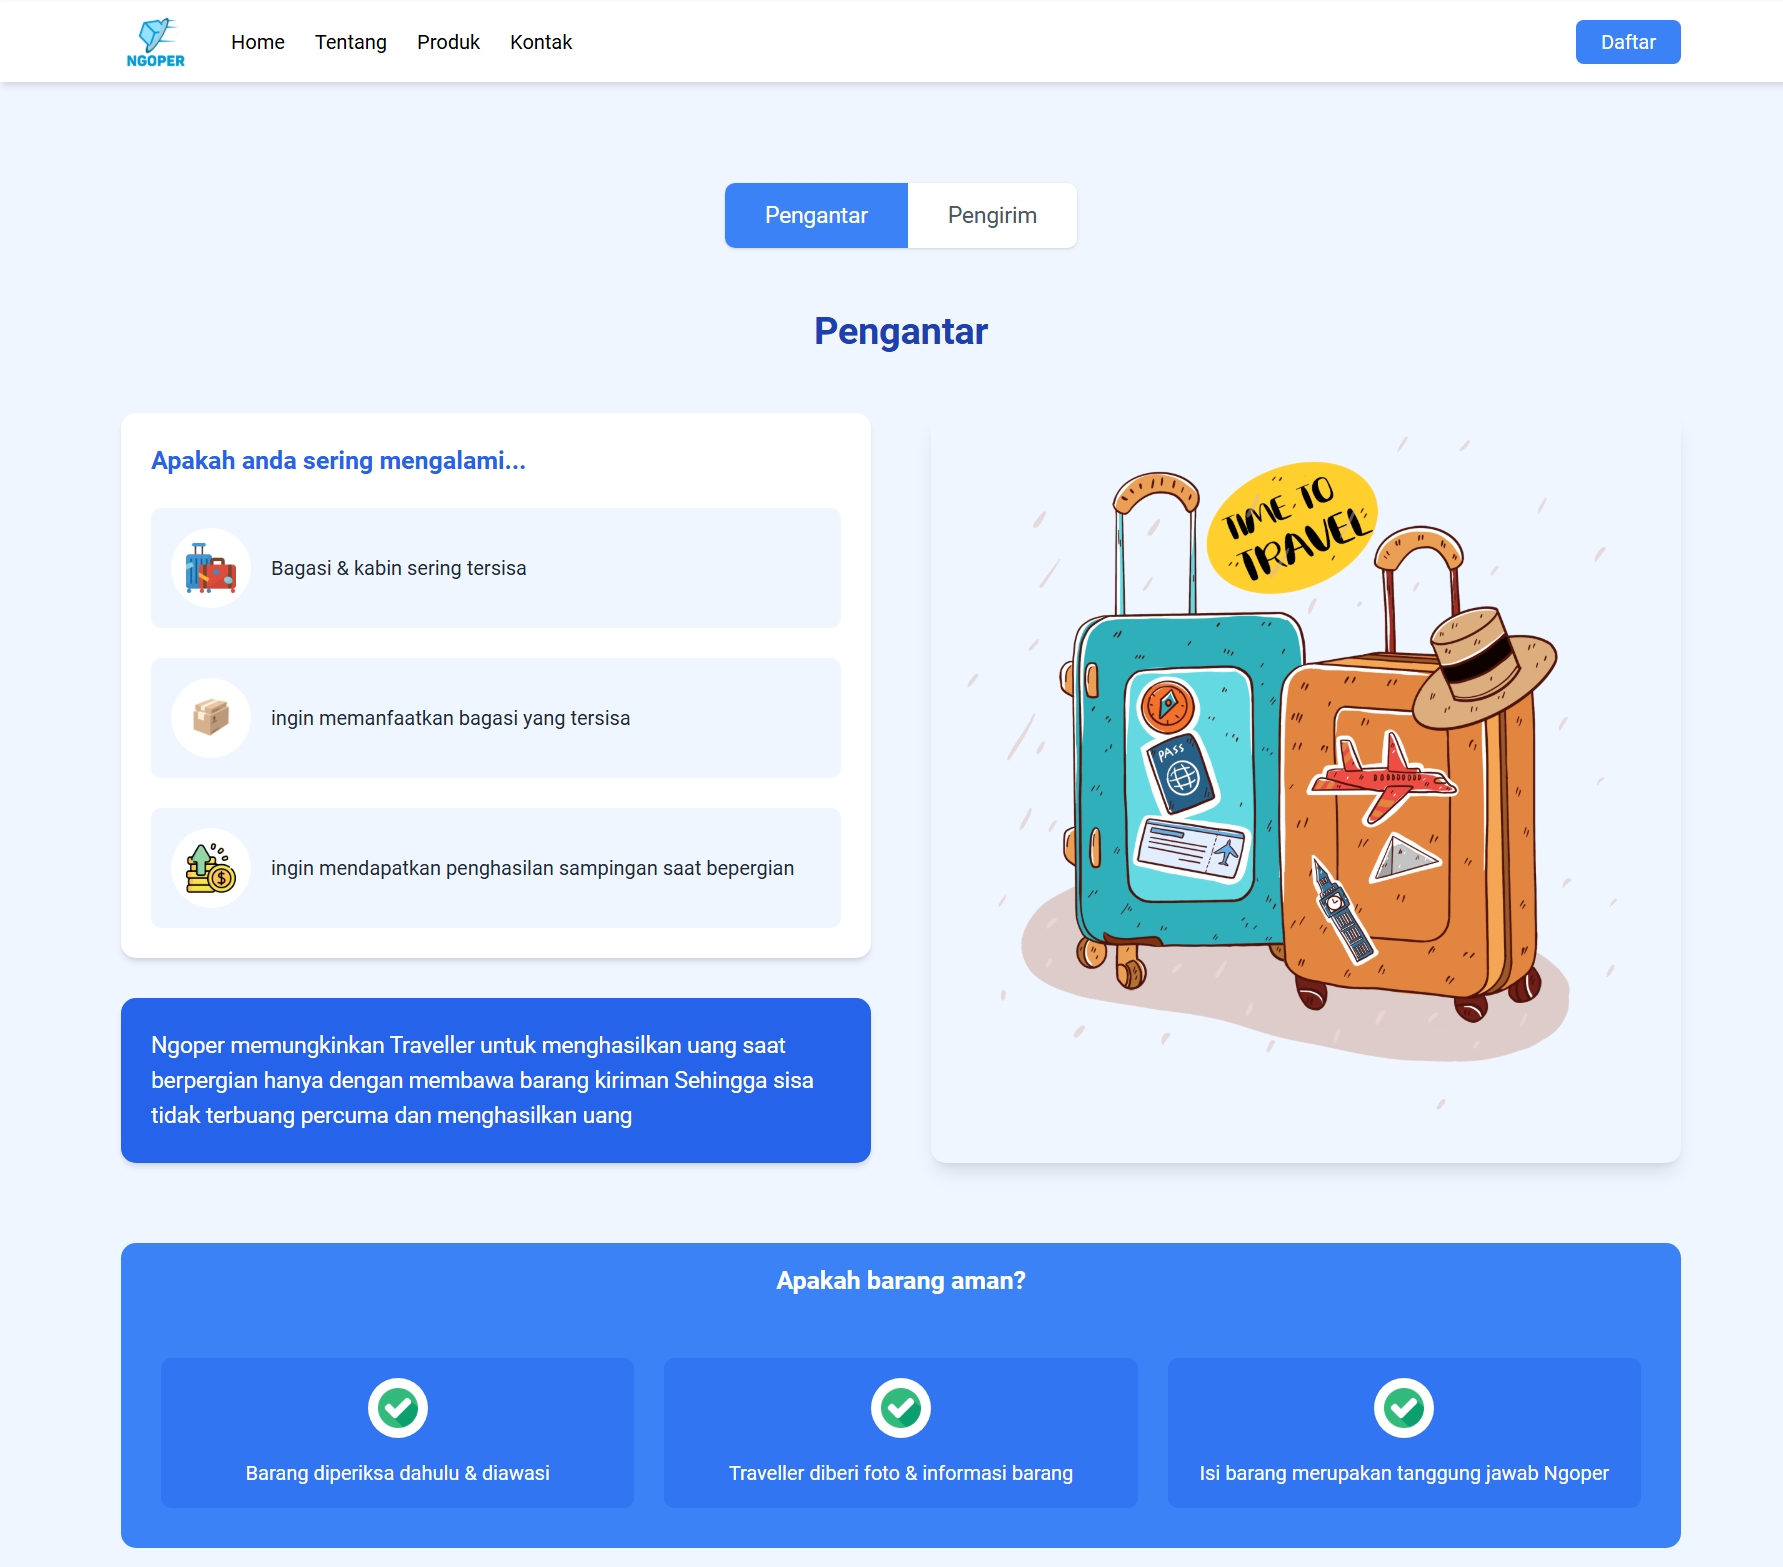 NGOPER
Home
Tentang
Produk
Kontak
Daftar
Pengantar
Pengirim
Pengantar
Apakah anda sering mengalami...
Bagasi & kabin sering tersisa
ingin memanfaatkan bagasi yang tersisa
ingin mendapatkan penghasilan sampingan saat bepergian
Ngoper memungkinkan Traveller untuk menghasilkan uang saat
berpergian hanya dengan membawa barang kiriman Sehingga sisa
tidak terbuang percuma dan menghasilkan uang
TIME TO
TRAVEL
PASS
Apakah barang aman?
Barang diperiksa dahulu & diawasi
Traveller diberi foto & informasi barang
Isi barang merupakan tanggung jawab Ngoper